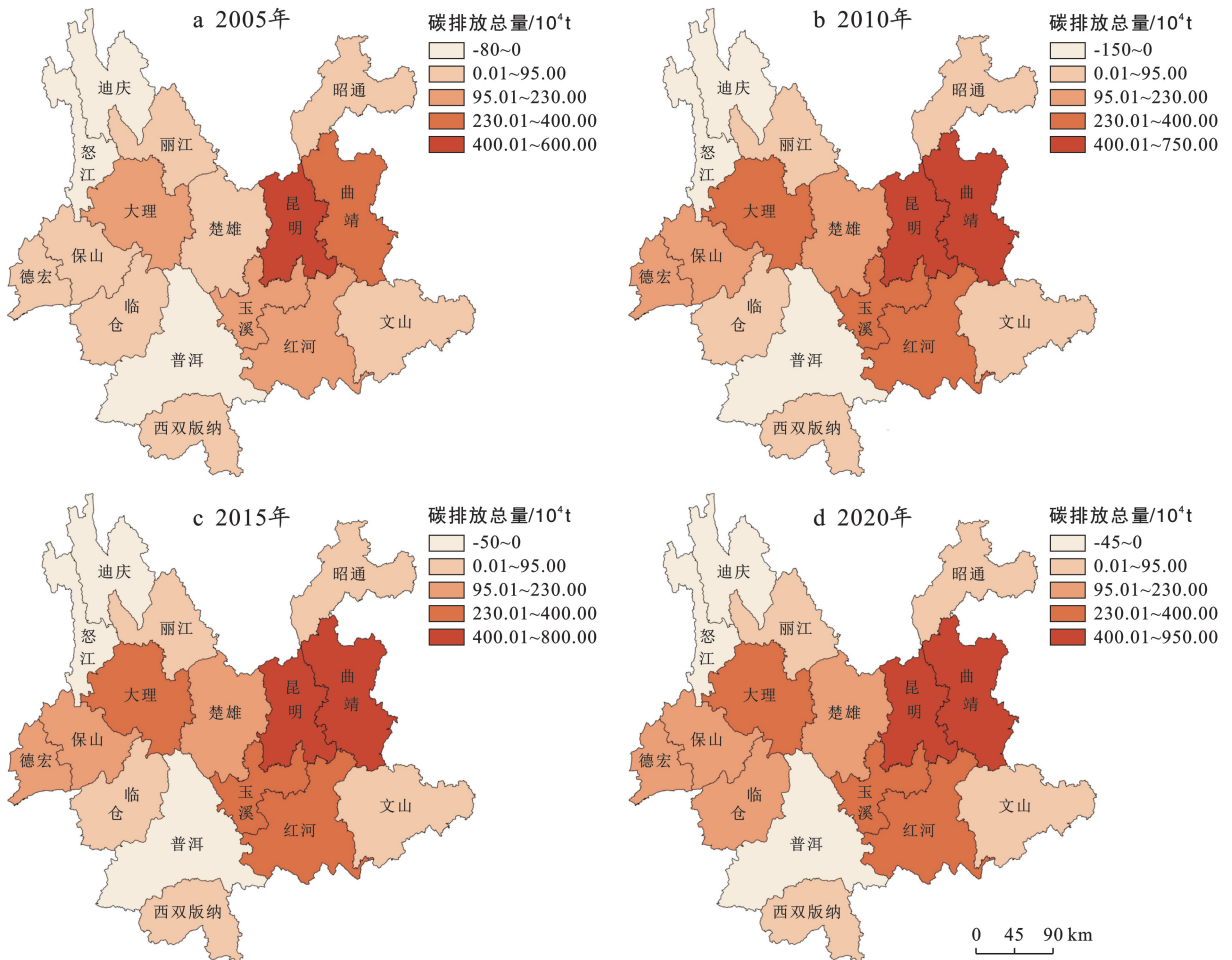 a 2005年
碳排放总量/10⁴t
-80~0
0.01~95.00
95.01~230.00
230.01~400.00
400.01~600.00
迪庆
昭通
丽江
怒江
大理
楚雄
昆明
曲靖
保山
德宏
临仓
玉溪
文山
红河
普洱
西双版纳
b 2010年
碳排放总量/10⁴t
-150~0
0.01~95.00
95.01~230.00
230.01~400.00
400.01~750.00
迪庆
昭通
丽江
怒江
大理
楚雄
昆明
曲靖
保山
德宏
临仓
玉溪
文山
红河
普洱
西双版纳
c 2015年
碳排放总量/10⁴t
-50~0
0.01~95.00
95.01~230.00
230.01~400.00
400.01~800.00
迪庆
昭通
丽江
怒江
大理
楚雄
昆明
曲靖
保山
德宏
临仓
玉溪
文山
红河
普洱
西双版纳
d 2020年
碳排放总量/10⁴t
-45~0
0.01~95.00
95.01~230.00
230.01~400.00
400.01~950.00
迪庆
昭通
丽江
怒江
大理
楚雄
昆明
曲靖
保山
德宏
临仓
玉溪
文山
红河
普洱
西双版纳
0 45 90 km